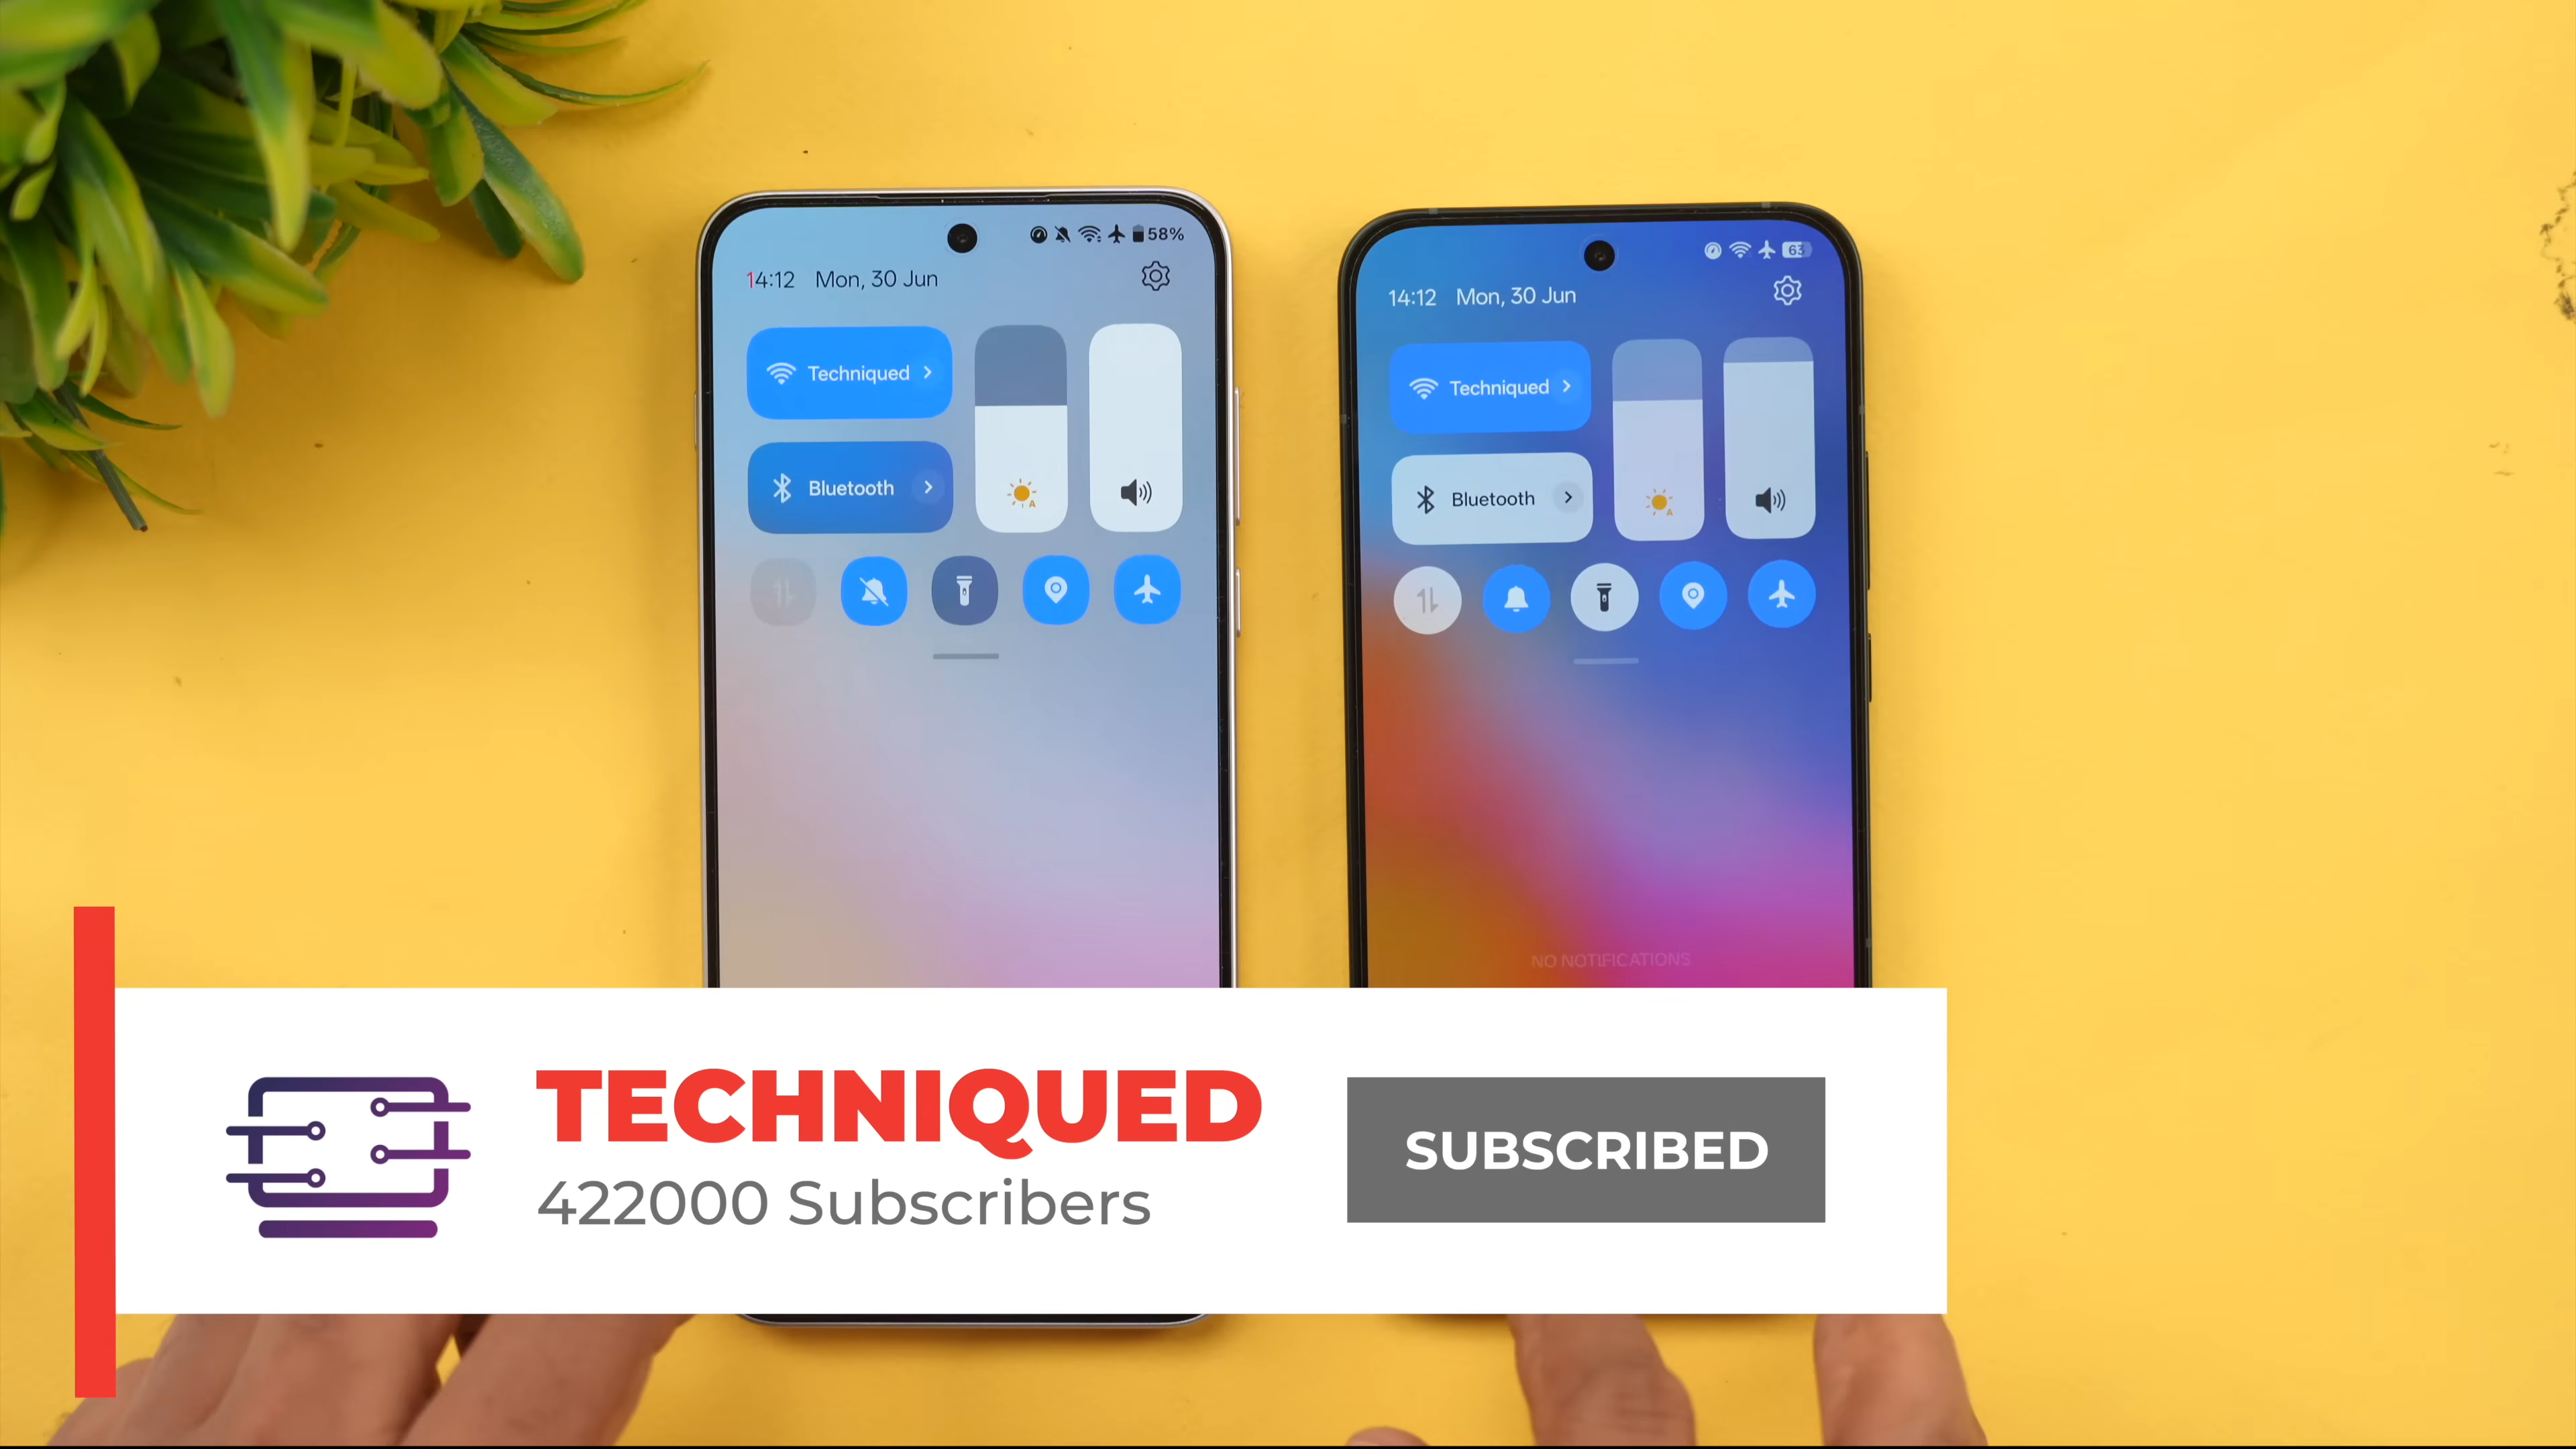 58%
14:12 Mon, 30 Jun
Techniqued
Bluetooth
63
14:12 Mon, 30 Jun
Techniqued
Bluetooth
NO NOTIFICATIONS
TECHNIQUED
422000 Subscribers
SUBSCRIBED